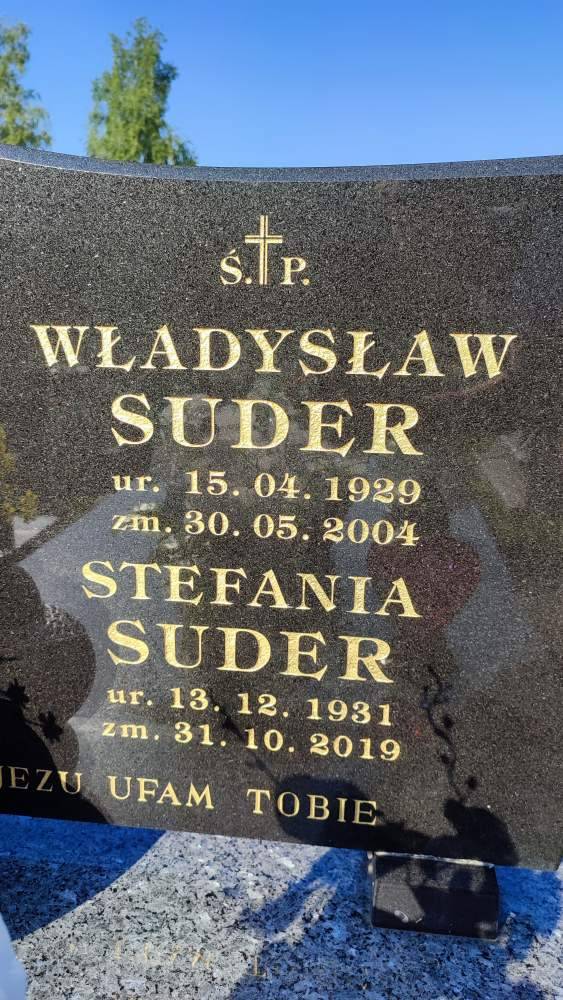 Ś. P.
WŁADYSŁAW
SUDER
ur. 15. 04. 1929
zm. 30. 05. 2004
STEFANIA
SUDER
ur. 13. 12. 1931
zm. 31. 10. 2019
JEZU UFAM TOBIE